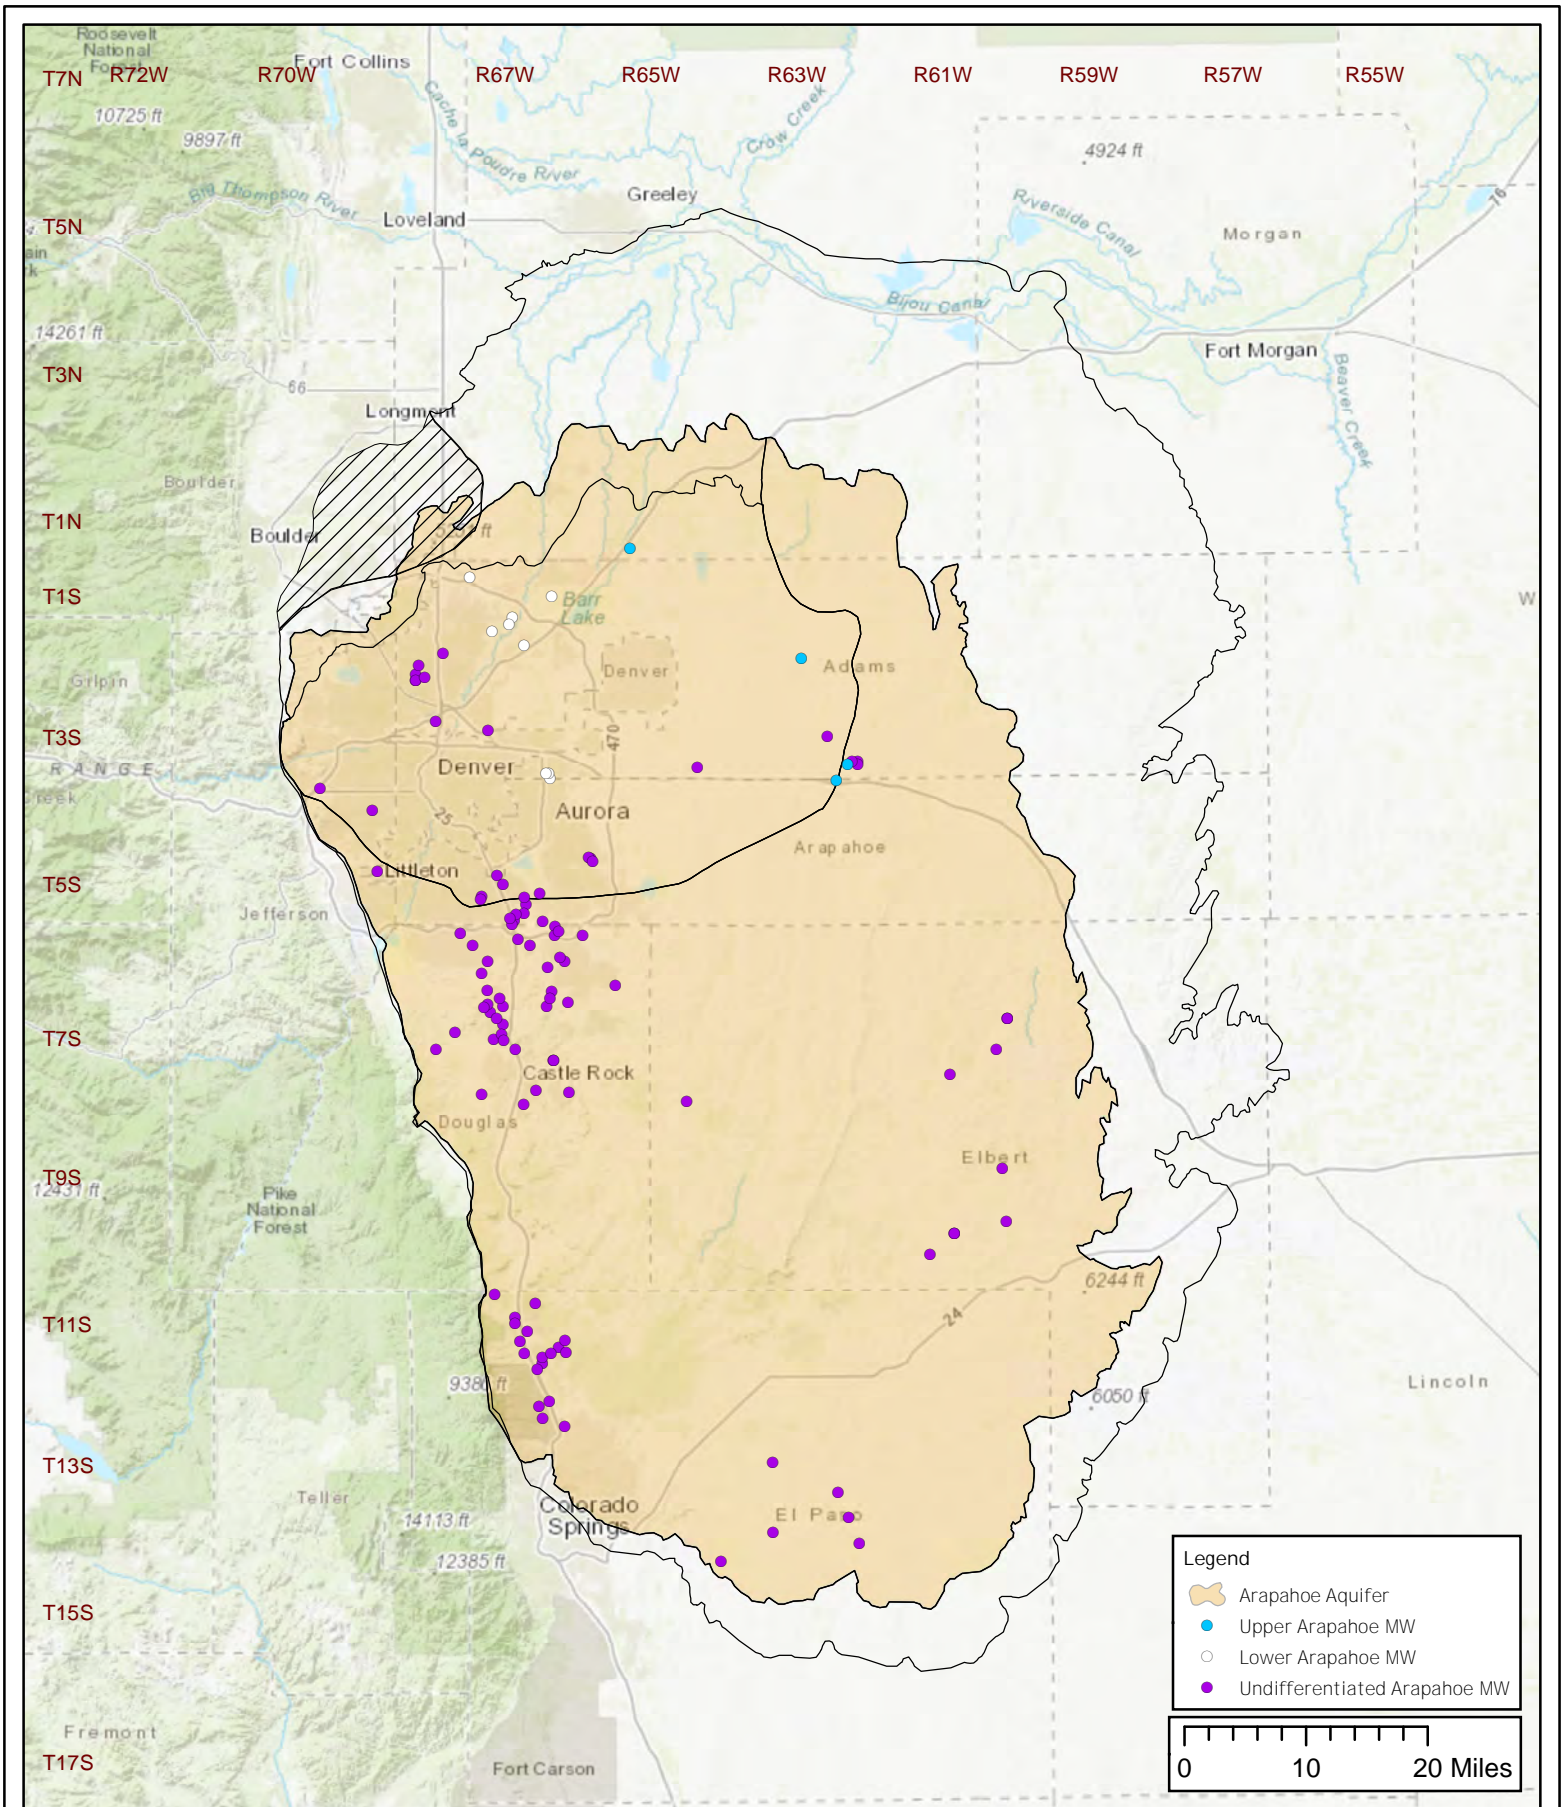 Roosevelt
National
Forest
Fort Collins
T7N
R72W
R70W
R67W
R65W
R63W
R61W
R59W
R57W
R55W
10725 ft
9897 ft
Cache la Poudre River
Crow Creek
4924 ft
Big Thompson River
Greeley
Loveland
Riverside Canal
76
T5N
Morgan
ain
k
Bijou Canal
14261 ft
Fort Morgan
Beaver Creek
T3N
66
Longmont
Boulder
T1N
Boulder
T1S
Barr
Lake
W
Denver
Adams
Gilpin
T3S
470
RANGE
Denver
reek
25
Aurora
Arapahoe
Littleton
T5S
Jefferson
T7S
Castle Rock
Douglas
Elbert
T9S
12431 ft
Pike
National
Forest
6244 ft
T11S
24
9386 ft
6050 ft
Lincoln
T13S
Teller
Colorado
Springs
14113 ft
El Paso
12385 ft
T15S
Fremont
T17S
Fort Carson
Legend
Arapahoe Aquifer
Upper Arapahoe MW
Lower Arapahoe MW
Undifferentiated Arapahoe MW
0 10 20 Miles